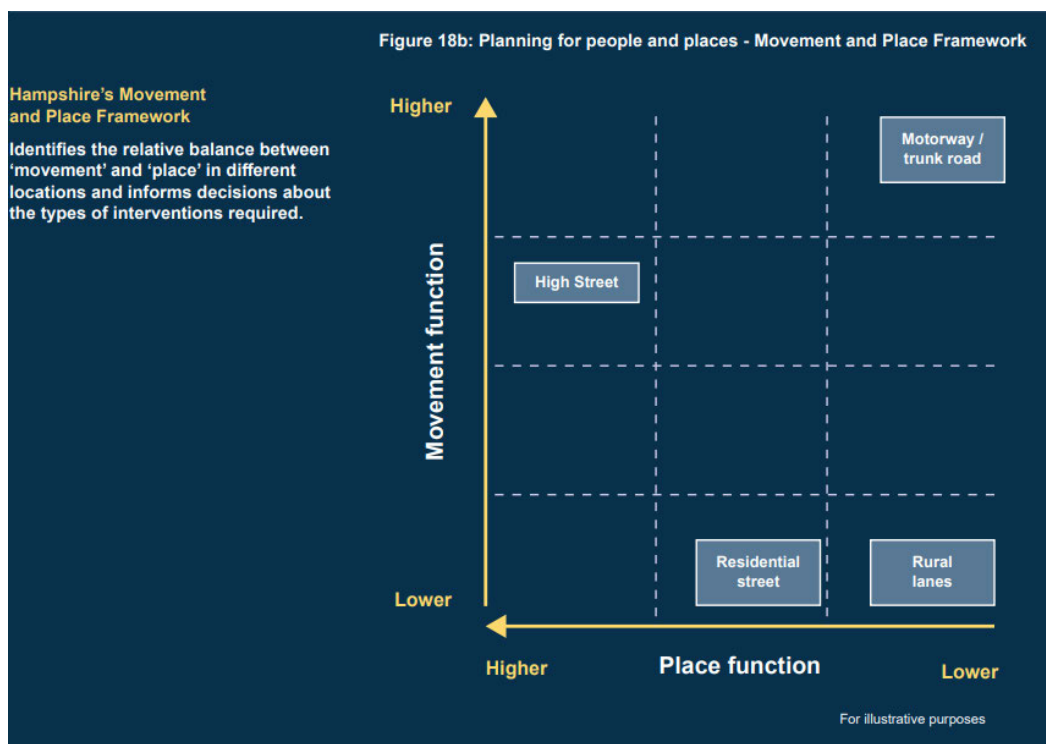 Figure 18b: Planning for people and places - Movement and Place Framework
Hampshire's Movement
and Place Framework
Identifies the relative balance between
‘movement’ and ‘place’ in different
locations and informs decisions about
the types of interventions required.
Higher
Motorway /
trunk road
High Street
Movement function
Residential
street
Rural
lanes
Lower
Higher
Place function
Lower
For illustrative purposes